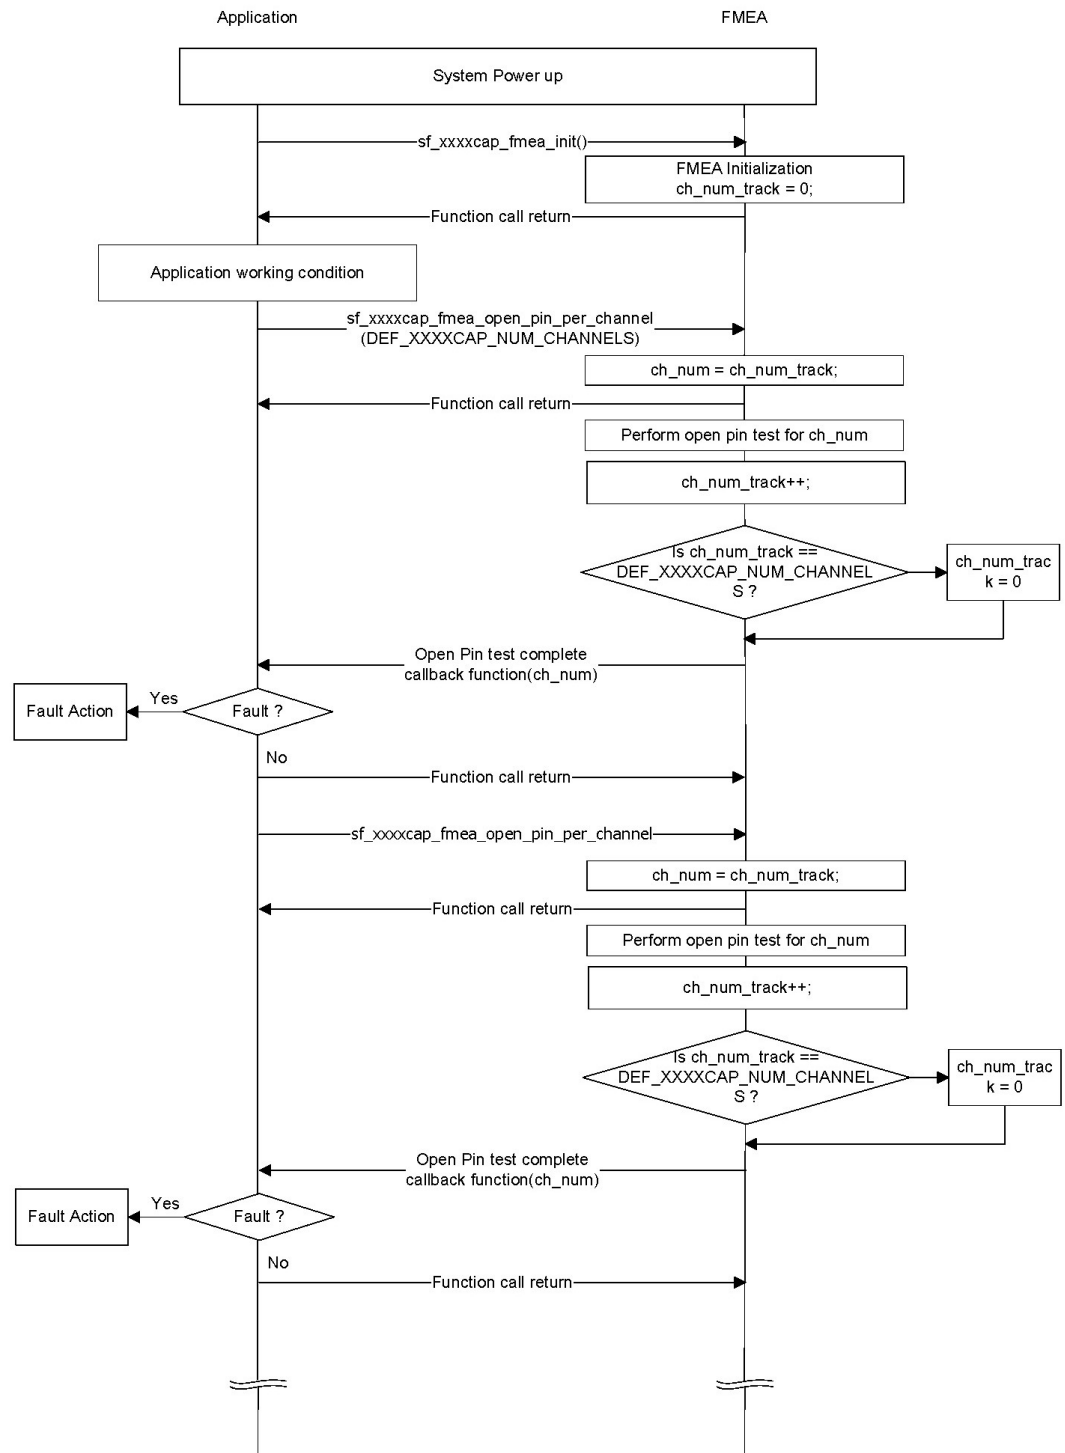 Application
FMEA
System Power up
sf_xxxxcap_fmea_init()
FMEA Initialization
ch_num_track = 0;
Function call return
Application working condition
sf_xxxxcap_fmea_open_pin_per_channel
(DEF_XXXXCAP_NUM_CHANNELS)
ch_num = ch_num_track;
Function call return
Perform open pin test for ch_num
ch_num_track++;
Is ch_num_track ==
DEF_XXXXCAP_NUM_CHANNEL
S ?
ch_num_trac
k = 0
Open Pin test complete
callback function(ch_num)
Fault Action
Yes
Fault ?
No
Function call return
sf_xxxxcap_fmea_open_pin_per_channel
ch_num = ch_num_track;
Function call return
Perform open pin test for ch_num
ch_num_track++;
Is ch_num_track ==
DEF_XXXXCAP_NUM_CHANNEL
S ?
ch_num_trac
k = 0
Open Pin test complete
callback function(ch_num)
Fault Action
Yes
Fault ?
No
Function call return